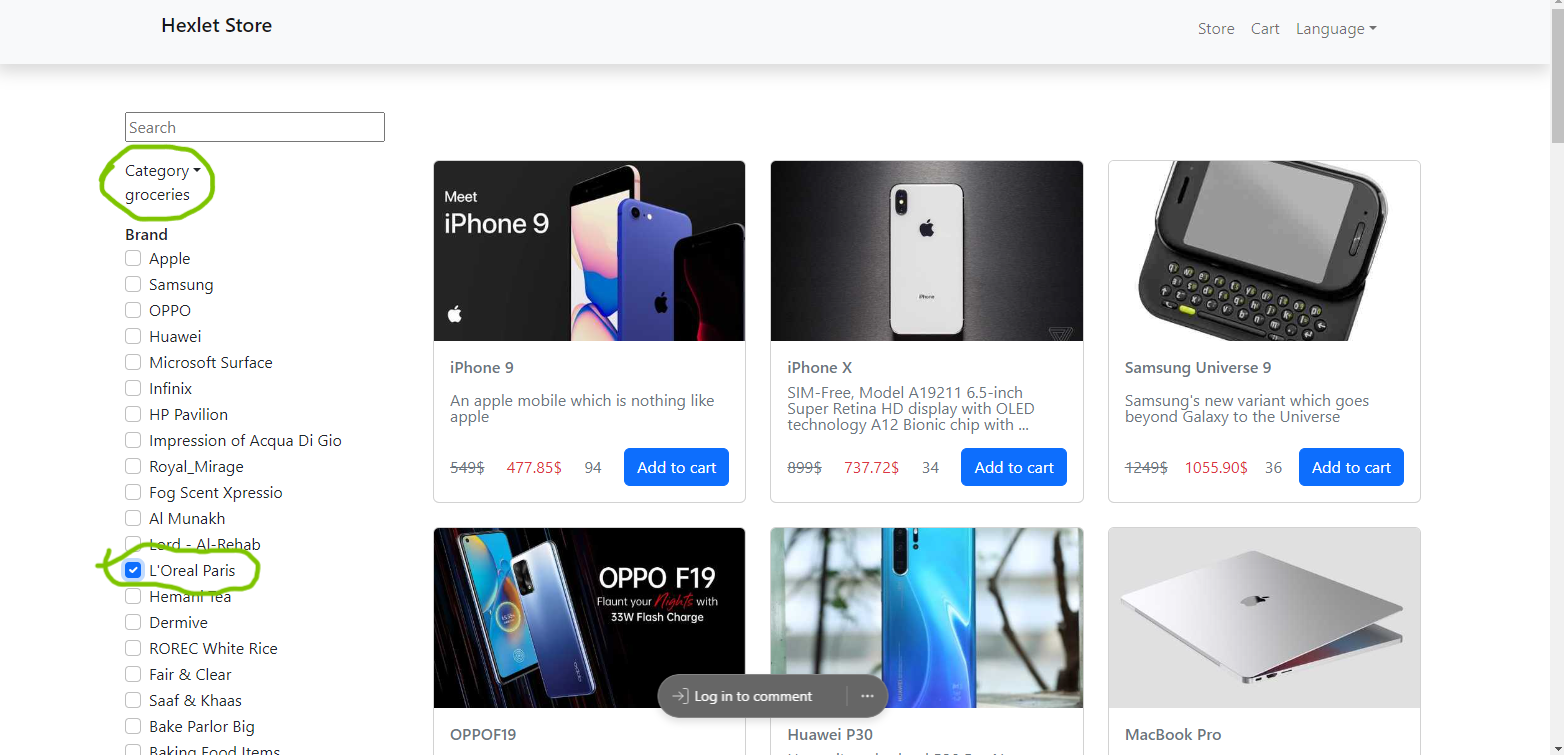 Hexlet Store
Store Cart Language
Search
Category
groceries
Brand
Apple
Samsung
OPPO
Huawei
Microsoft Surface
Infinix
HP Pavilion
Impression of Acqua Di Gio
Royal_Mirage
Fog Scent Xpressio
Al Munakh
Lord - Al-Rehab
L'Oreal Paris
Hemani Tea
Dermive
ROREC White Rice
Fair & Clear
Saaf & Khaas
Bake Parlor Big
Baking Food Items
Meet
iPhone 9
iPhone 9
An apple mobile which is nothing like
apple
549$ 477.85$ 94 Add to cart
iPhone
iPhone X
SIM-Free, Model A19211 6.5-inch
Super Retina HD display with OLED
technology A12 Bionic chip with ...
899$ 737.72$ 34 Add to cart
Samsung Universe 9
Samsung's new variant which goes
beyond Galaxy to the Universe
1249$ 1055.90$ 36 Add to cart
OPPO F19
Flaunt your Nights with
33W Flash Charge
OPPOF19
HUAWEI
Huawei P30
MacBook Pro
Log in to comment